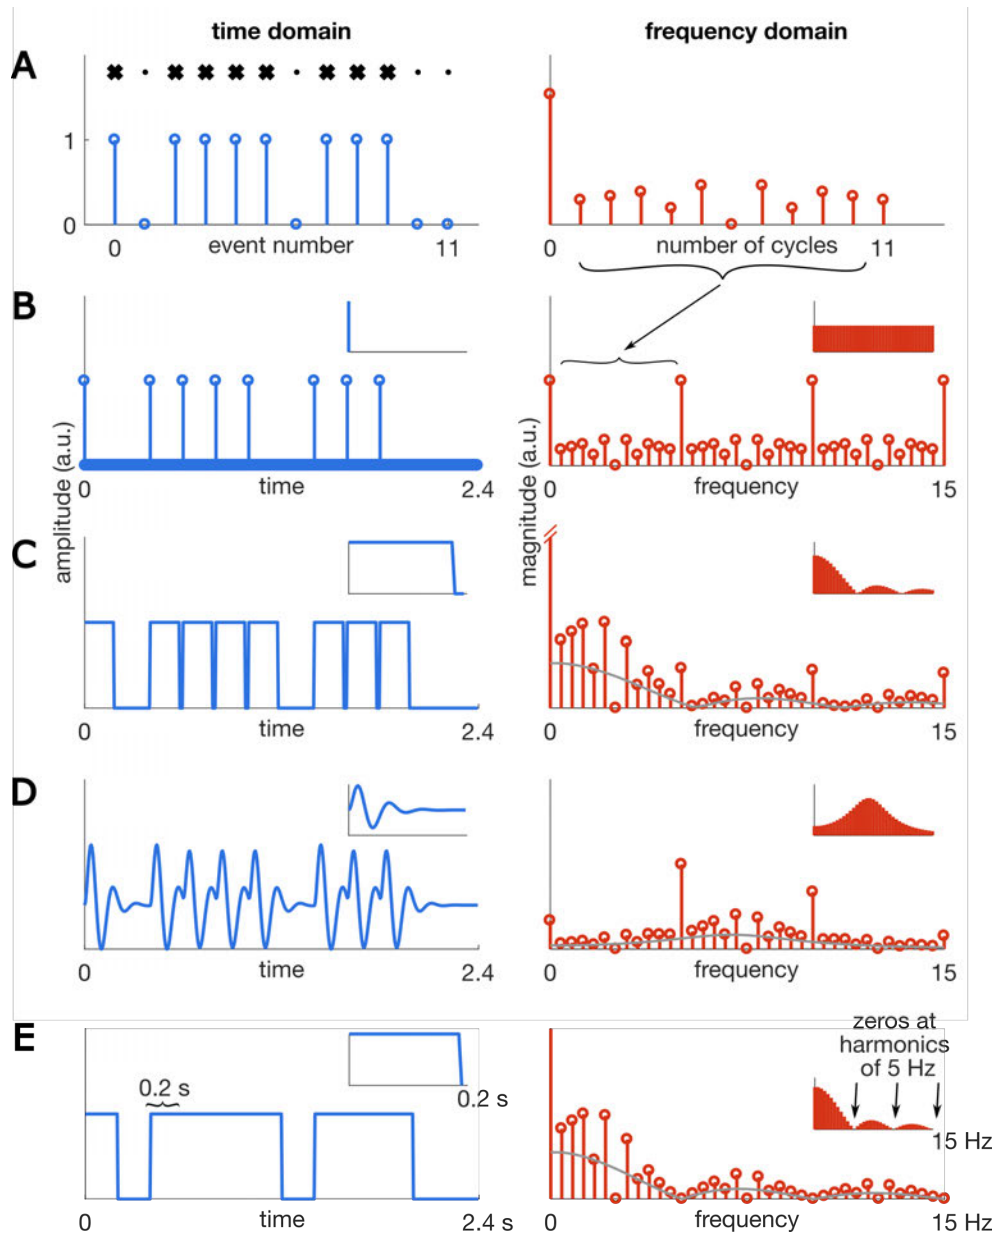 time domain
frequency domain
A
1
0
0
event number
11
0
number of cycles
11
B
amplitude (a.u.)
magnitude (a.u.)
0
time
2.4
0
frequency
15
C
0
time
2.4
0
frequency
15
D
0
time
2.4
0
frequency
15
E
0.2 s
0.2 s
zeros at
harmonics
of 5 Hz
15 Hz
0
time
2.4 s
0
frequency
15 Hz